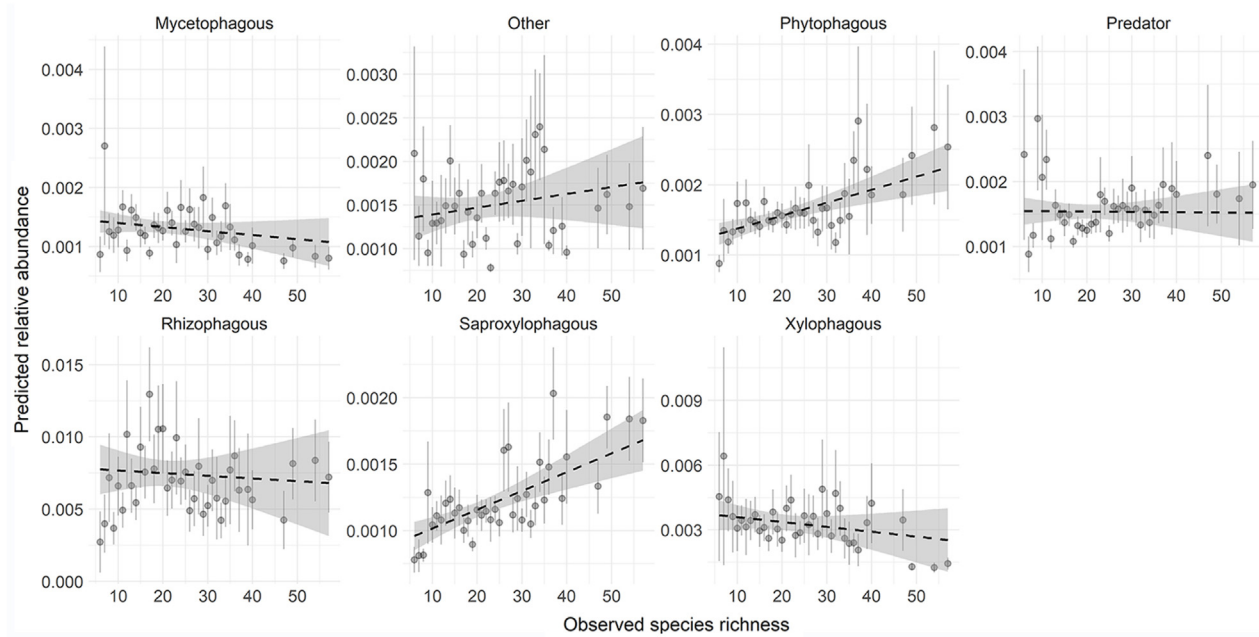 Mycetophagous Other Phytophagous Predator
0.004 0.0030 0.004 0.004
0.003 0.0025 0.003 0.003
0.002 0.0020 0.002 0.002
0.001 0.0015 0.001 0.001
0.0010
10 20 30 40 50 10 20 30 40 50 10 20 30 40 50 10 20 30 40 50
Rhizophagous Saproxylophagous Xylophagous
0.015 0.0020 0.009
0.010 0.0015 0.006
0.005 0.0010 0.003
0.000
10 20 30 40 50 10 20 30 40 50 10 20 30 40 50
Predicted relative abundance
Observed species richness